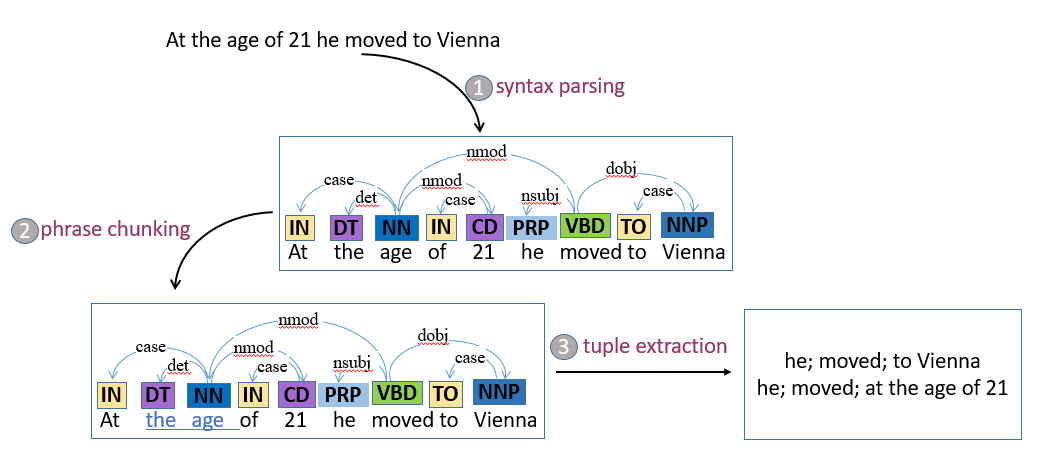 At the age of 21 he moved to Vienna
1 syntax parsing
nmod
dobj
case nmod case
det case nsubj
IN DT NN IN CD PRP VBD TO NNP
At the age of 21 he moved to Vienna
2 phrase chunking
nmod
dobj
case nmod case
det case nsubj
IN DT NN IN CD PRP VBD TO NNP
At the age of 21 he moved to Vienna
3 tuple extraction
he; moved; to Vienna
he; moved; at the age of 21